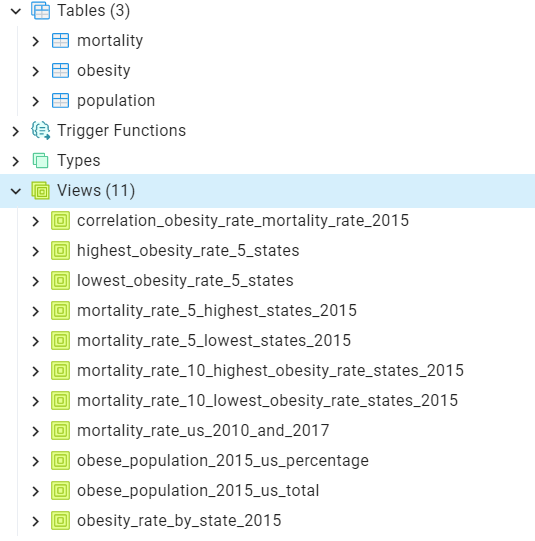 Tables (3)
mortality
obesity
population
Trigger Functions
Types
Views (11)
correlation_obesity_rate_mortality_rate_2015
highest_obesity_rate_5_states
lowest_obesity_rate_5_states
mortality_rate_5_highest_states_2015
mortality_rate_5_lowest_states_2015
mortality_rate_10_highest_obesity_rate_states_2015
mortality_rate_10_lowest_obesity_rate_states_2015
mortality_rate_us_2010_and_2017
obese_population_2015_us_percentage
obese_population_2015_us_total
obesity_rate_by_state_2015